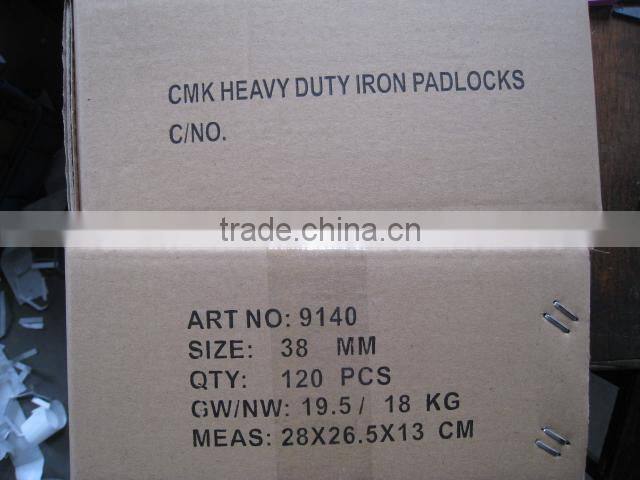 CMK HEAVY DUTY IRON PADLOCKS
C/NO.
trade.china.cn
ART NO: 9140
SIZE: 38 MM
QTY: 120 PCS
GW/NW: 19.5/ 18 KG
MEAS: 28X26.5X13 CM